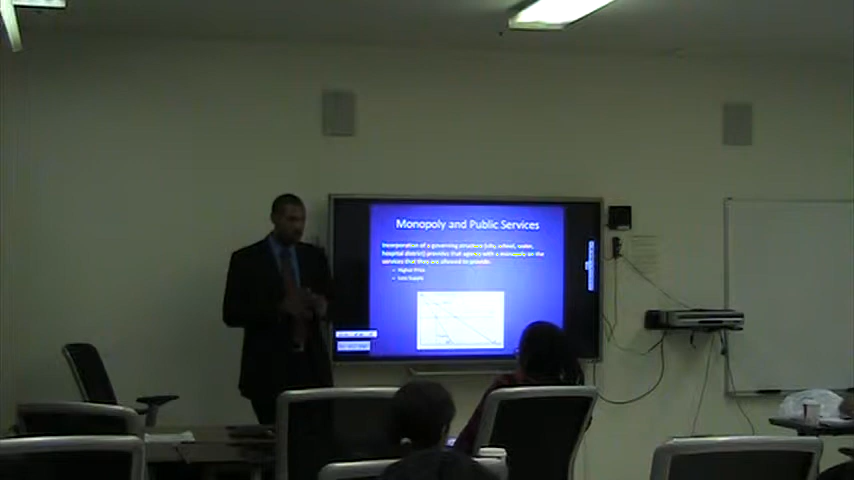 Monopoly and Public Services
Incorporation of a governing structure (city, school, water,
hospital district) provides that agency with a monopoly on the
services that they are allowed to provide.
Higher Price
Less Supply